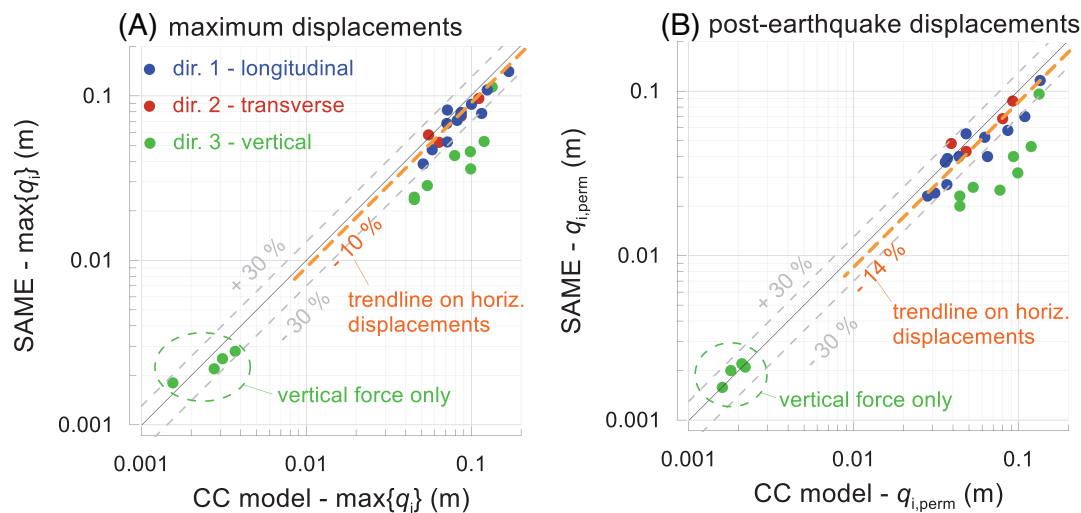 (A) maximum displacements
dir. 1 - longitudinal
dir. 2 - transverse
dir. 3 - vertical
0.1
0.01
0.001
SAME - max{qi} (m)
+ 30 %
- 10 %
- 30 %
trendline on horiz.
displacements
vertical force only
0.001
0.01
0.1
CC model - max{qi} (m)
(B) post-earthquake displacements
0.1
0.01
0.001
SAME - qi,perm (m)
+ 30 %
- 14 %
- 30 %
trendline on horiz.
displacements
vertical force only
0.001
0.01
0.1
CC model - qi,perm (m)